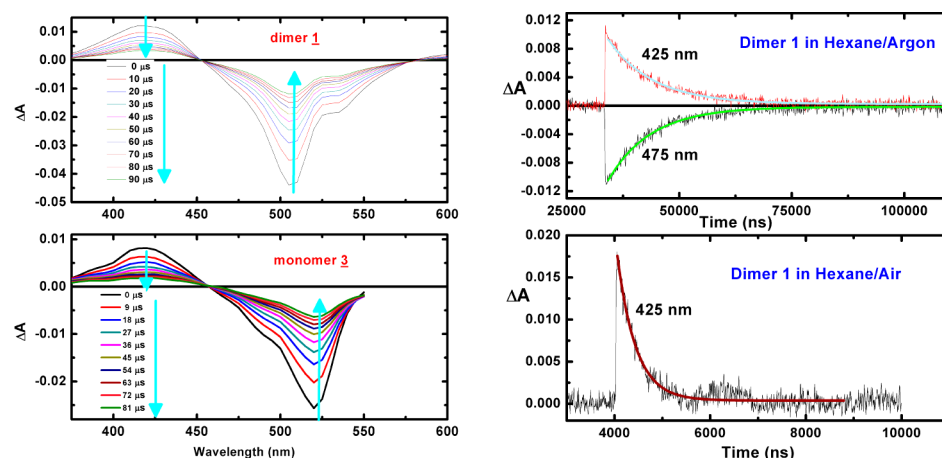 0.01
0.00
-0.01
-0.02
-0.03
-0.04
-0.05
ΔA
dimer 1
0 μs
10 μs
20 μs
30 μs
40 μs
50 μs
60 μs
70 μs
80 μs
90 μs
400 450 500 550 600
0.01
0.00
-0.01
-0.02
ΔA
monomer 3
0 μs
9 μs
18 μs
27 μs
36 μs
45 μs
54 μs
63 μs
72 μs
81 μs
400 450 500 550 600
Wavelength (nm)
0.012
0.008
0.004
0.000
-0.004
-0.008
-0.012
ΔA
Dimer 1 in Hexane/Argon
425 nm
475 nm
25000 50000 75000 100000
Time (ns)
0.020
0.015
0.010
0.005
0.000
ΔA
Dimer 1 in Hexane/Air
425 nm
4000 6000 8000 10000
Time (ns)